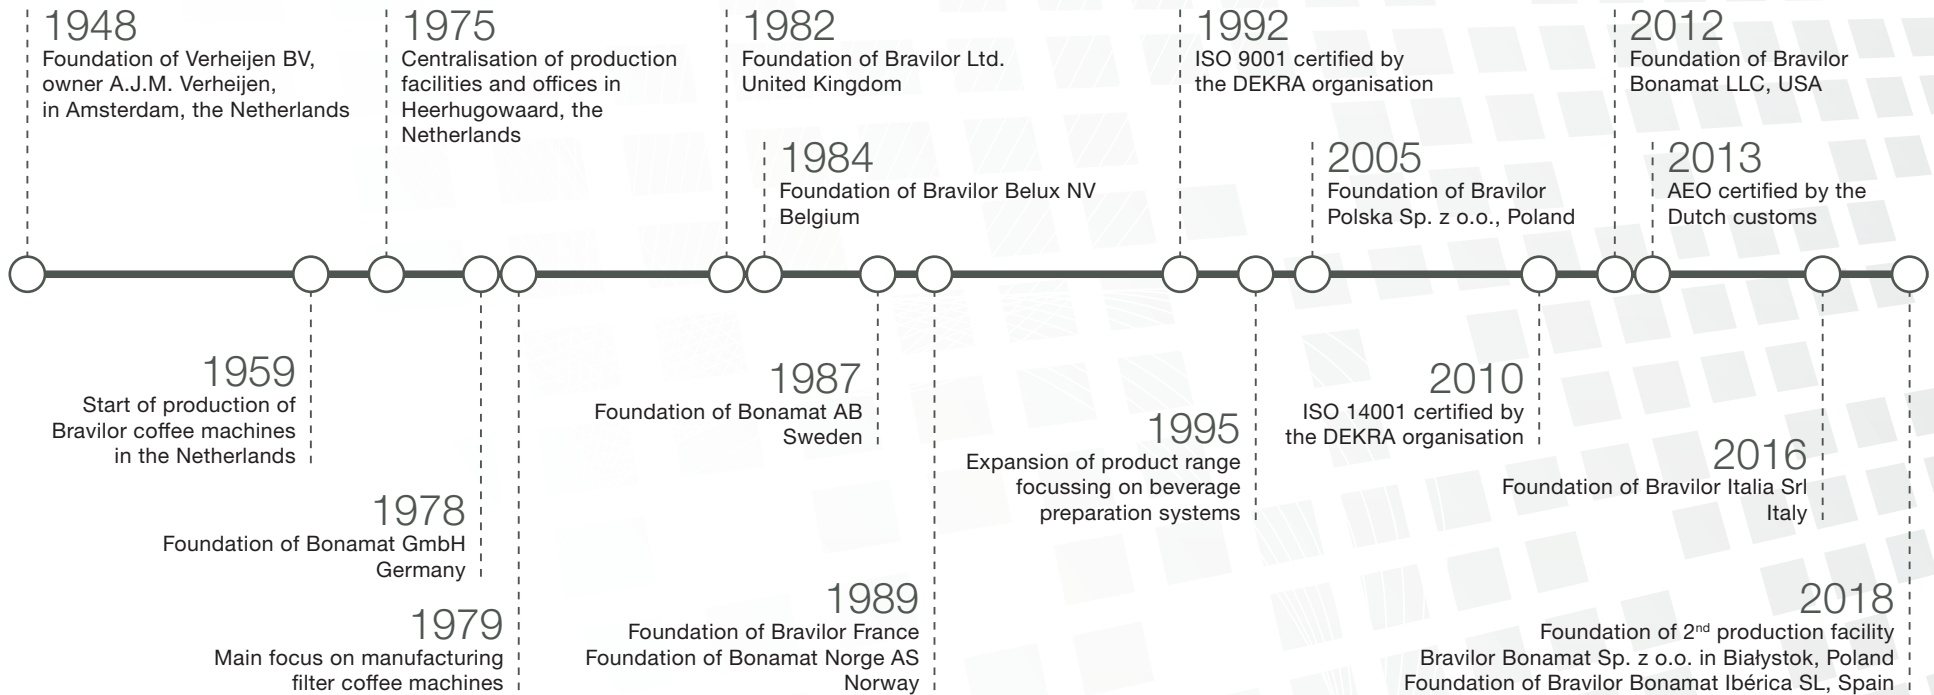 1948
Foundation of Verheijen BV,
owner A.J.M. Verheijen,
in Amsterdam, the Netherlands
1975
Centralisation of production
facilities and offices in
Heerhugowaard, the
Netherlands
1982
Foundation of Bravilor Ltd.
United Kingdom
1984
Foundation of Bravilor Belux NV
Belgium
1992
ISO 9001 certified by
the DEKRA organisation
2005
Foundation of Bravilor
Polska Sp. z o.o., Poland
2012
Foundation of Bravilor
Bonamat LLC, USA
2013
AEO certified by the
Dutch customs
1959
Start of production of
Bravilor coffee machines
in the Netherlands
1978
Foundation of Bonamat GmbH
Germany
1979
Main focus on manufacturing
filter coffee machines
1987
Foundation of Bonamat AB
Sweden
1989
Foundation of Bravilor France
Foundation of Bonamat Norge AS
Norway
1995
Expansion of product range
focussing on beverage
preparation systems
2010
ISO 14001 certified by
the DEKRA organisation
2016
Foundation of Bravilor Italia Srl
Italy
2018
Foundation of 2nd production facility
Bravilor Bonamat Sp. z o.o. in Białystok, Poland
Foundation of Bravilor Bonamat Ibérica SL, Spain